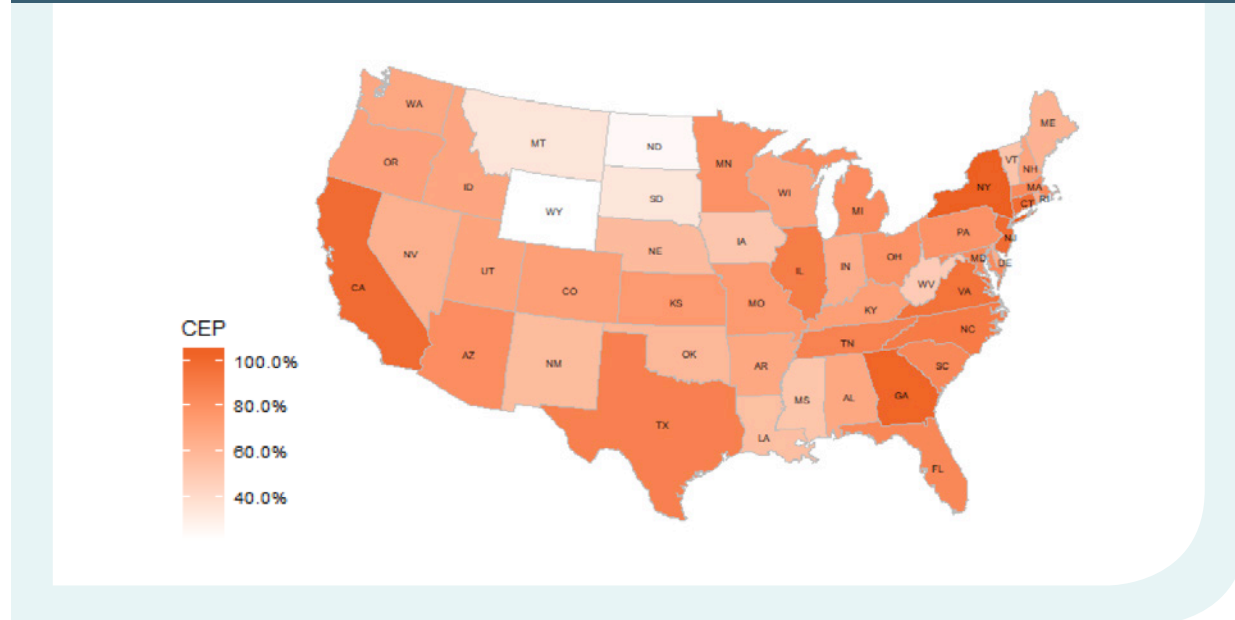 WA
ME
MT
ND
VT
MN
OR
NH
ID
WI
NY
MA
SD
CT RI
WY
MI
PA
NJ
IA
NE
OH
NV
MD
DE
IL
IN
UT
WV
CO
VA
CA
KS
MO
KY
CEP
NC
TN
AZ
OK
100.0%
NM
AR
SC
GA
MS
AL
80.0%
TX
LA
60.0%
FL
40.0%